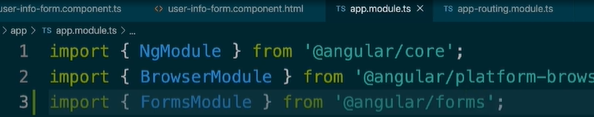 user-info-form.component.ts user-info-form.component.html app.module.ts app-routing.module.ts
> app > app.module.ts > ...
1 import { NgModule } from '@angular/core';
2 import { BrowserModule } from '@angular/platform-brows
3 import { FormsModule } from '@angular/forms';